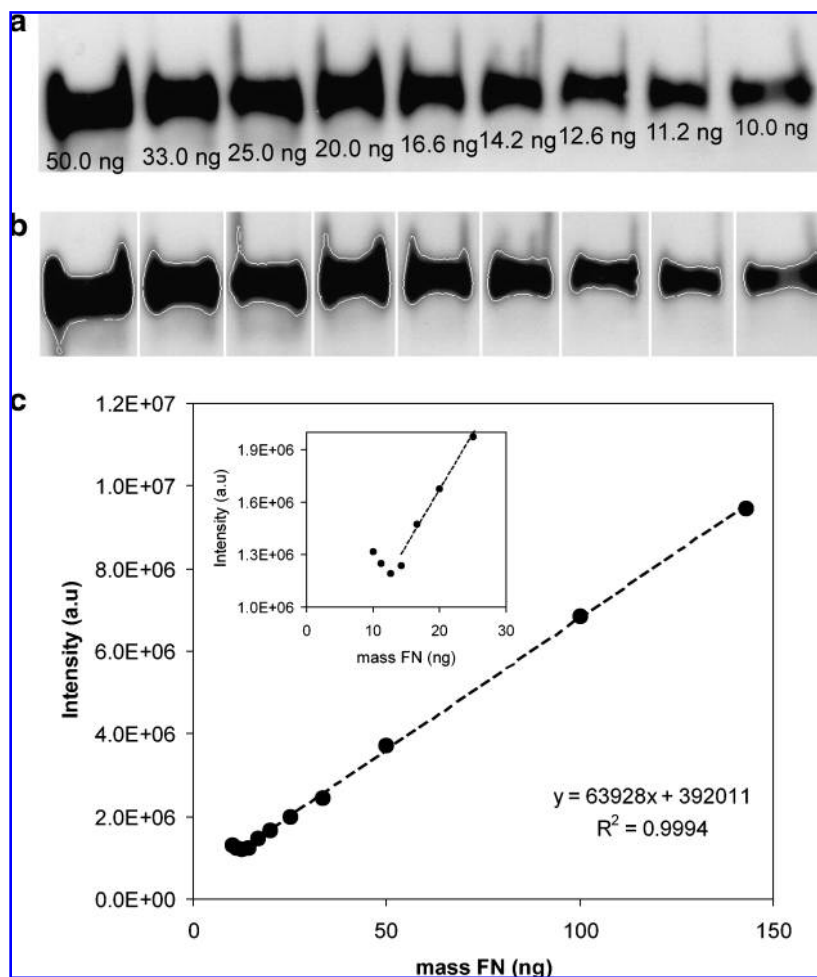 a
50.0 ng 33.0 ng 25.0 ng 20.0 ng 16.6 ng 14.2 ng 12.6 ng 11.2 ng 10.0 ng
b
c
1.2E+07
1.0E+07
8.0E+06
6.0E+06
4.0E+06
2.0E+06
0.0E+00
Intensity (a.u)
1.9E+06
1.6E+06
1.3E+06
1.0E+06
Intensity (a.u)
0 10 20 30
mass FN (ng)
y = 63928x + 392011
R² = 0.9994
0 50 100 150
mass FN (ng)